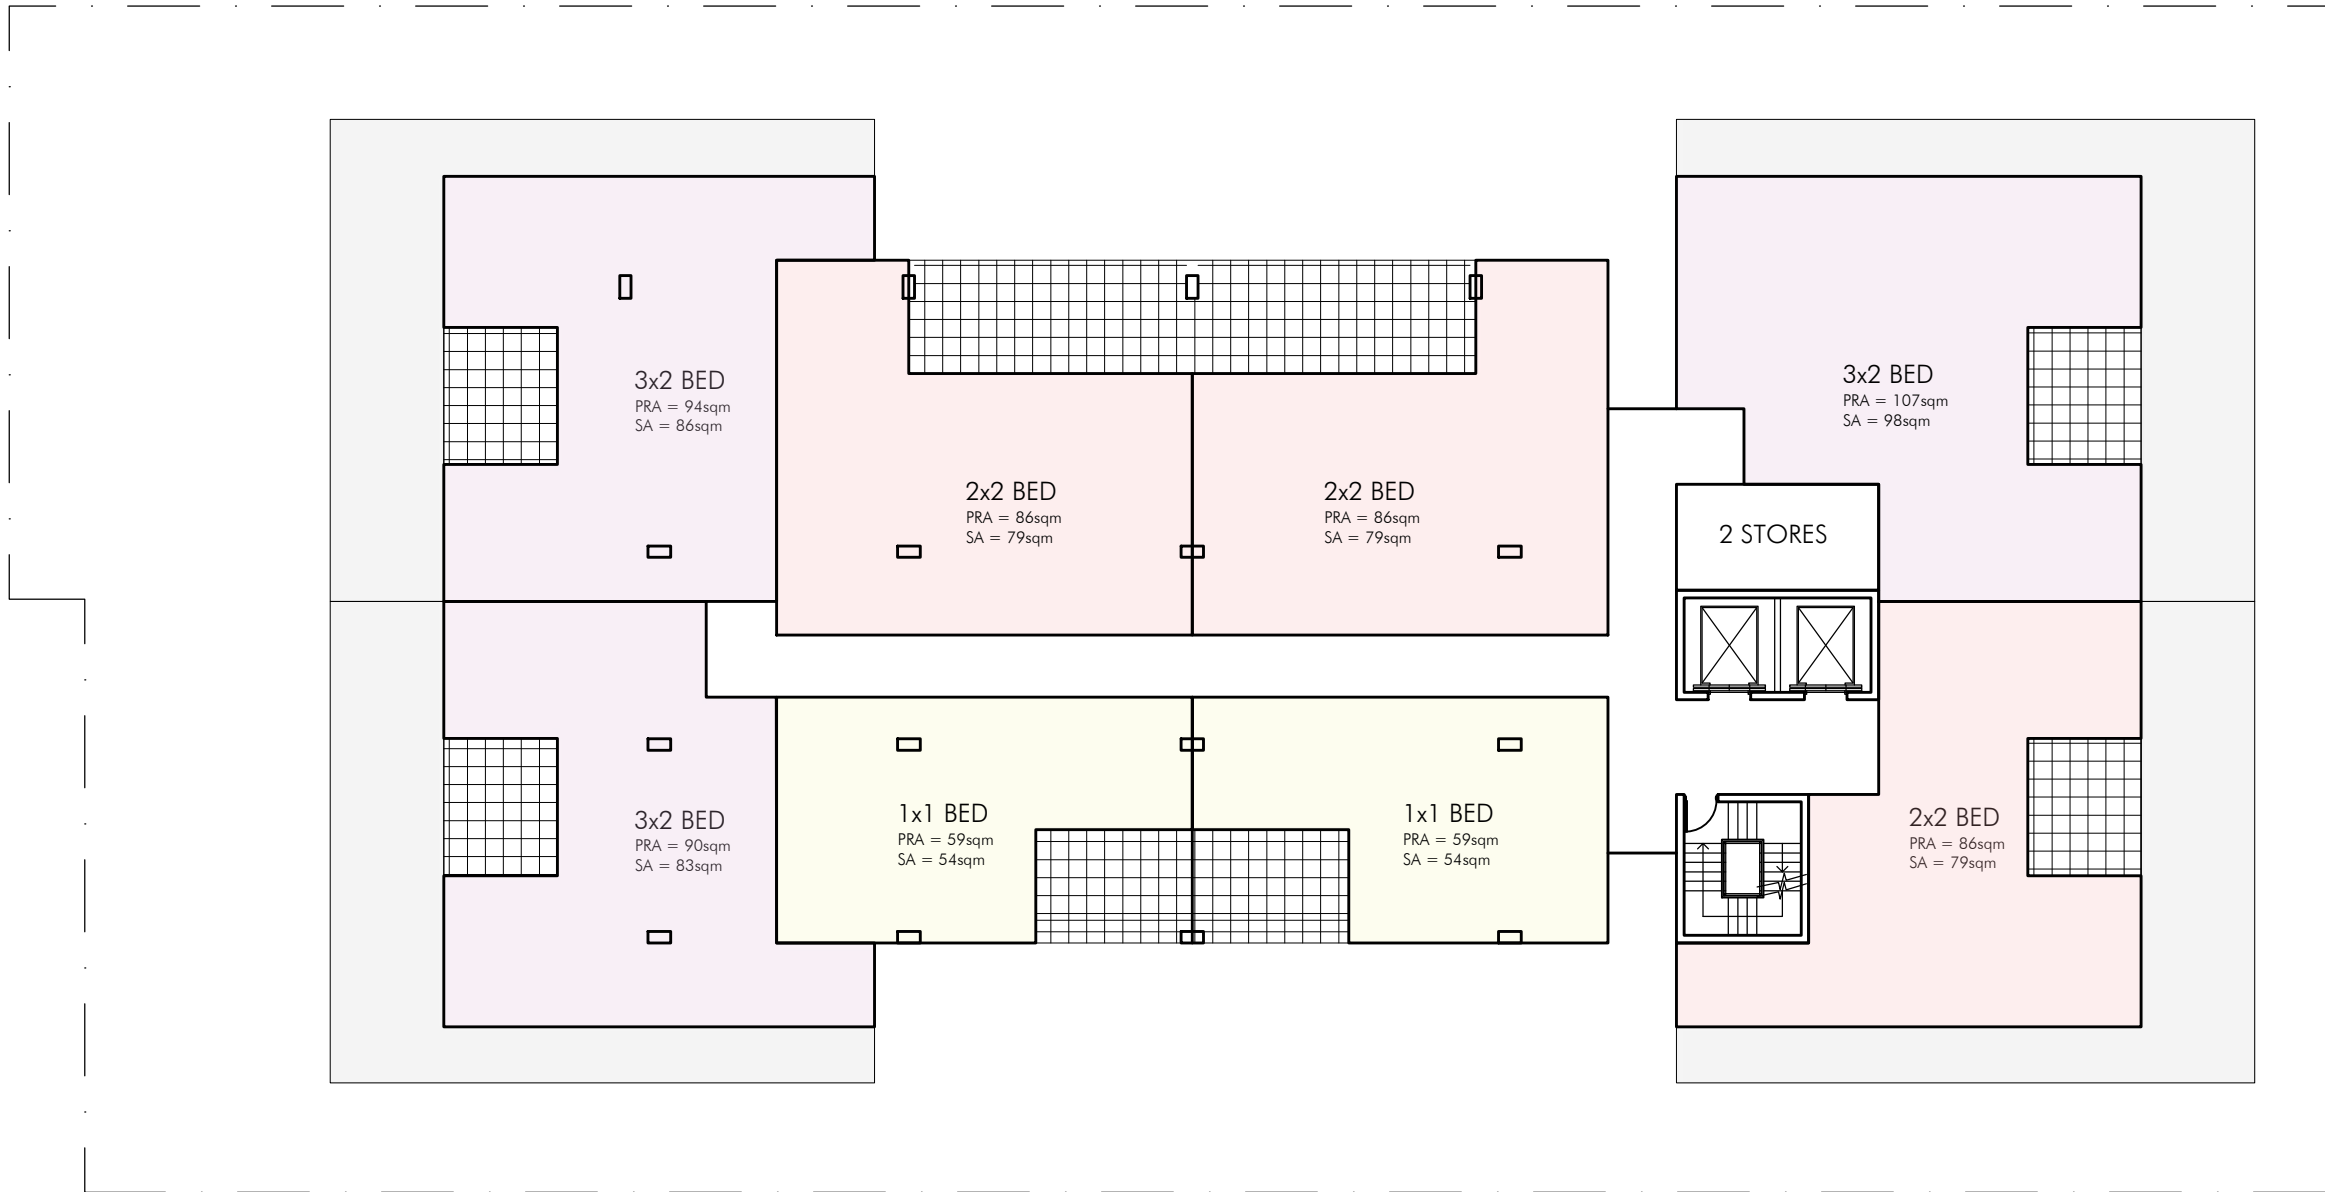 3x2 BED
PRA = 94sqm
SA = 86sqm
3x2 BED
PRA = 107sqm
SA = 98sqm
2x2 BED
PRA = 86sqm
SA = 79sqm
2x2 BED
PRA = 86sqm
SA = 79sqm
2 STORES
3x2 BED
PRA = 90sqm
SA = 83sqm
1x1 BED
PRA = 59sqm
SA = 54sqm
1x1 BED
PRA = 59sqm
SA = 54sqm
2x2 BED
PRA = 86sqm
SA = 79sqm